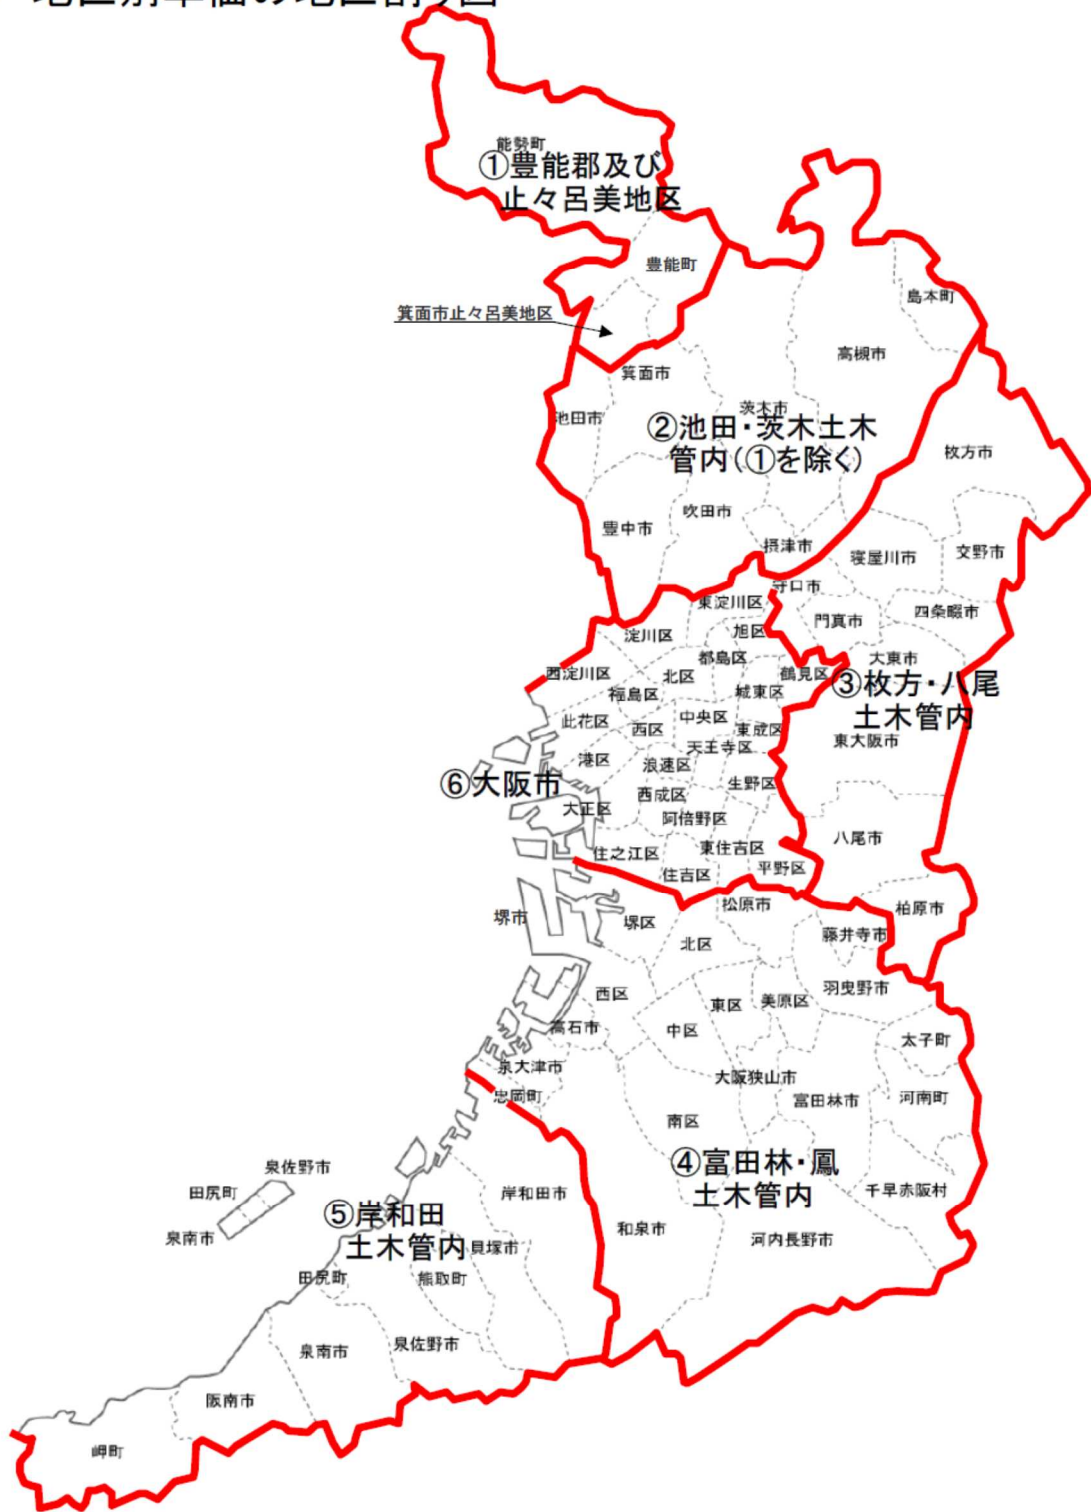 地区別単価の地区割り図
能勢町
①豊能郡及び
止々呂美地区
豊能町
箕面市止々呂美地区
島本町
高槻市
箕面市
茨木市
池田市
②池田・茨木土木
管内(①を除く)
枚方市
吹田市
豊中市
摂津市
寝屋川市
交野市
守口市
東淀川区
門真市
四条畷市
淀川区
旭区
都島区
大東市
西淀川区
北区
鶴見区
③枚方・八尾
土木管内
福島区
城東区
此花区
西区
中央区
東成区
東大阪市
天王寺区
港区
浪速区
⑥大阪市
生野区
西成区
大正区
阿倍野区
八尾市
住之江区
東住吉区
平野区
住吉区
松原市
柏原市
堺市
堺区
北区
藤井寺市
西区
東区
美原区
羽曳野市
高石市
中区
太子町
泉大津市
大阪狭山市
忠岡町
富田林市
河南町
南区
④富田林・鳳
土木管内
泉佐野市
田尻町
岸和田市
千早赤阪村
泉南市
⑤岸和田
土木管内
和泉市
河内長野市
貝塚市
田尻町
熊取町
泉南市
泉佐野市
阪南市
岬町